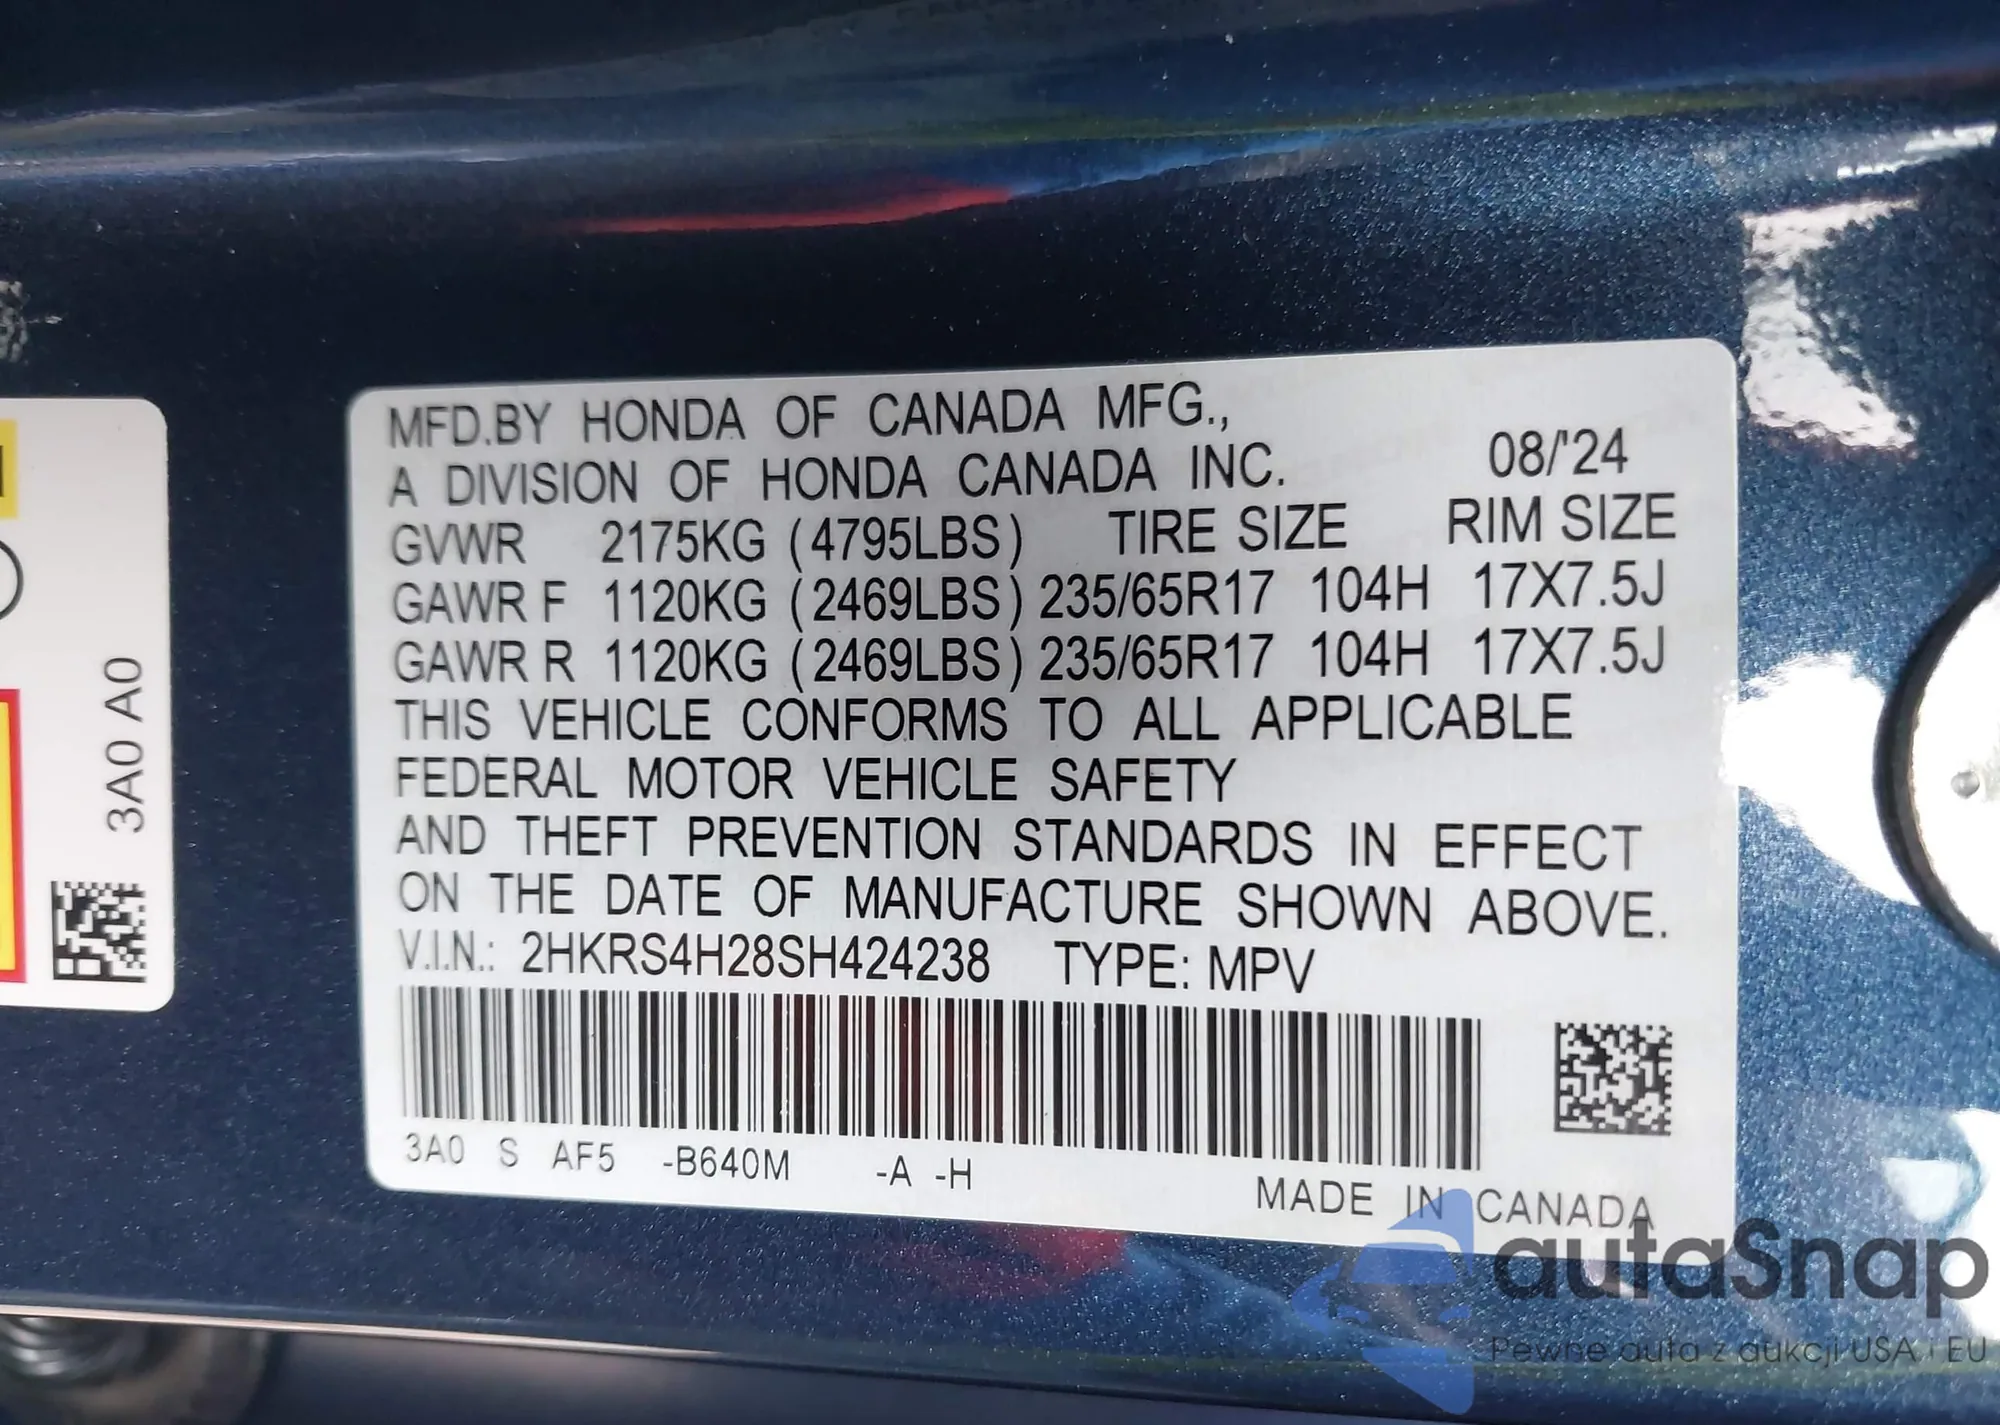 MFD.BY HONDA OF CANADA MFG.,
A DIVISION OF HONDA CANADA INC. 08/'24
GVWR 2175KG (4795LBS) TIRE SIZE RIM SIZE
GAWR F 1120KG (2469LBS) 235/65R17 104H 17X7.5J
GAWR R 1120KG (2469LBS) 235/65R17 104H 17X7.5J
THIS VEHICLE CONFORMS TO ALL APPLICABLE
FEDERAL MOTOR VEHICLE SAFETY
AND THEFT PREVENTION STANDARDS IN EFFECT
ON THE DATE OF MANUFACTURE SHOWN ABOVE.
V.I.N.: 2HKRS4H28SH424238 TYPE: MPV
3A0 S AF5 -B640M -A -H
MADE IN CANADA
3A0 A0
autaSnap
Pewne auta z aukcji USA i EU